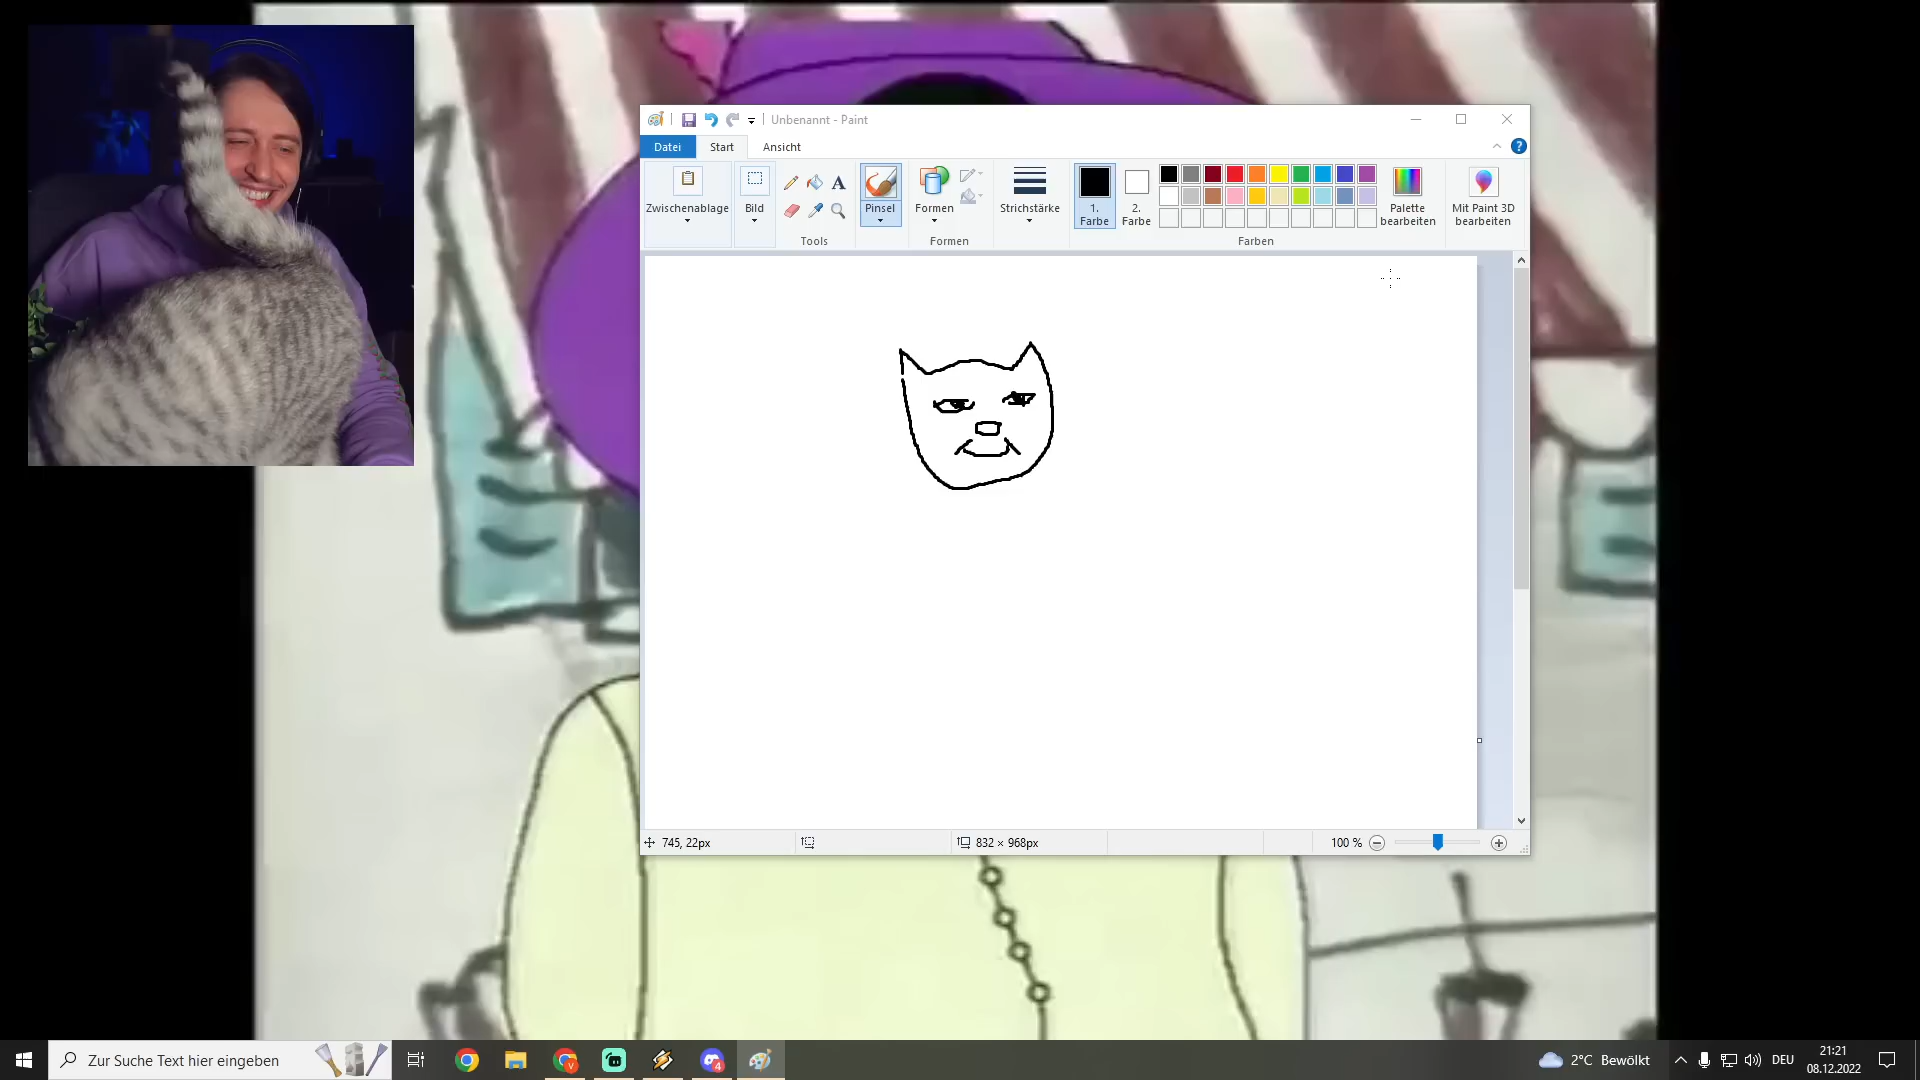 Unbenannt - Paint
Datei Start Ansicht
Zwischenablage
Bild
Tools
Pinsel
Formen
Formen
Strichstärke
1.
Farbe
2.
Farbe
Farben
Palette
bearbeiten
Mit Paint 3D
bearbeiten
745, 22px
832 × 968px
100 %
Zur Suche Text hier eingeben
4
2°C Bewölkt
DEU
21:21
08.12.2022